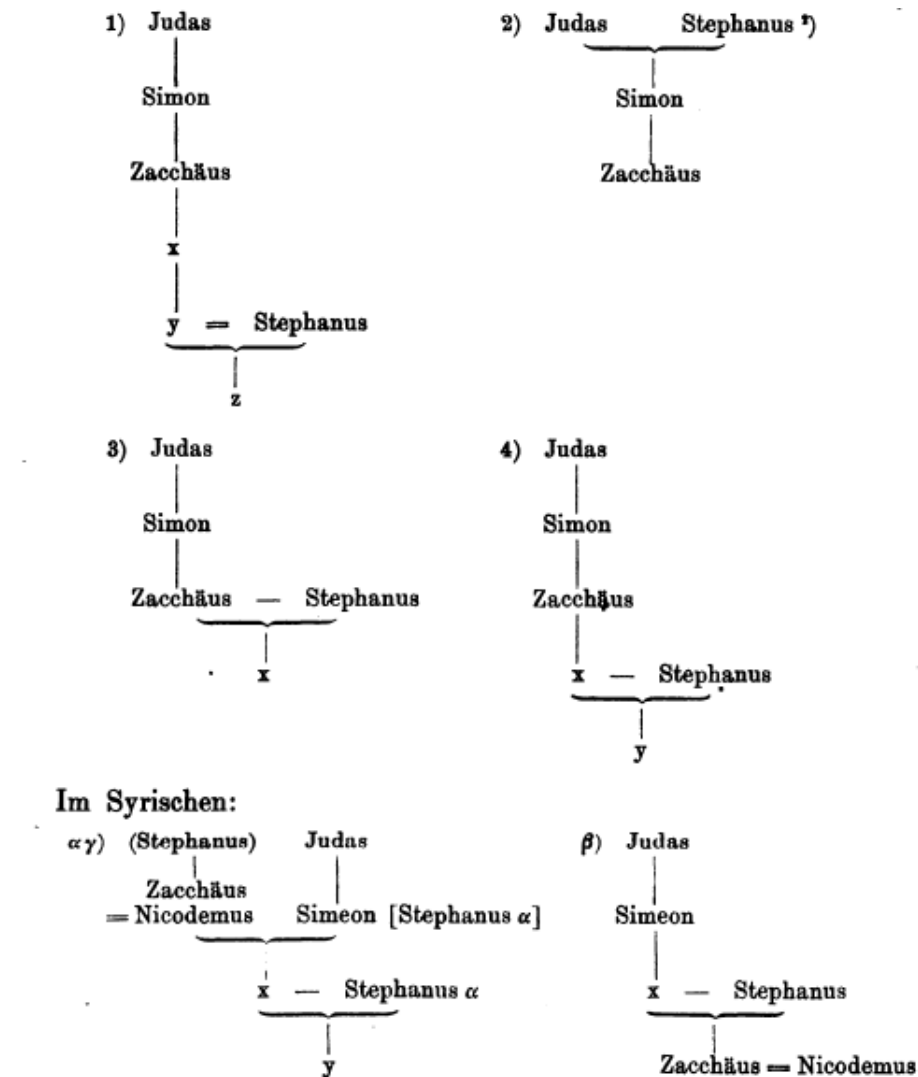 1) Judas
Simon
Zacchäus
x
y = Stephanus
z
2) Judas Stephanus ²)
Simon
Zacchäus
3) Judas
Simon
Zacchäus — Stephanus
x
4) Judas
Simon
Zacchäus
x — Stephanus
y
Im Syrischen:
αγ) (Stephanus) Judas
Zacchäus
= Nicodemus Simeon [Stephanus α]
x — Stephanus α
y
β) Judas
Simeon
x — Stephanus
Zacchäus = Nicodemus